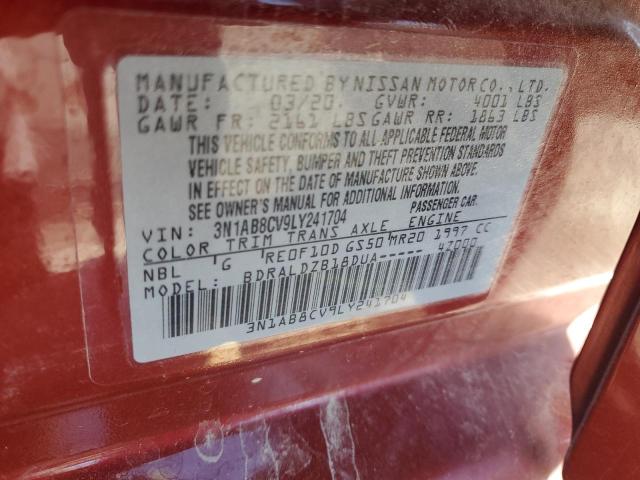 MANUFACTURED BY NISSAN MOTOR CO., LTD.
DATE: 03/20. GVWR: 4001 LBS
GAWR FR: 2161 LBS GAWR RR: 1863 LBS
THIS VEHICLE CONFORMS TO ALL APPLICABLE FEDERAL MOTOR
VEHICLE SAFETY, BUMPER AND THEFT PREVENTION STANDARDS
IN EFFECT ON THE DATE OF MANUFACTURE SHOWN ABOVE.
SEE OWNER'S MANUAL FOR ADDITIONAL INFORMATION.
VIN: 3N1AB8CV9LY241704 PASSENGER CAR.
COLOR TRIM TRANS AXLE ENGINE
NBL G RE0F10D GS50 MR20 1997 CC
MODEL: BDRALDZB18DUA----- 47000
3N1AB8CV9LY241704